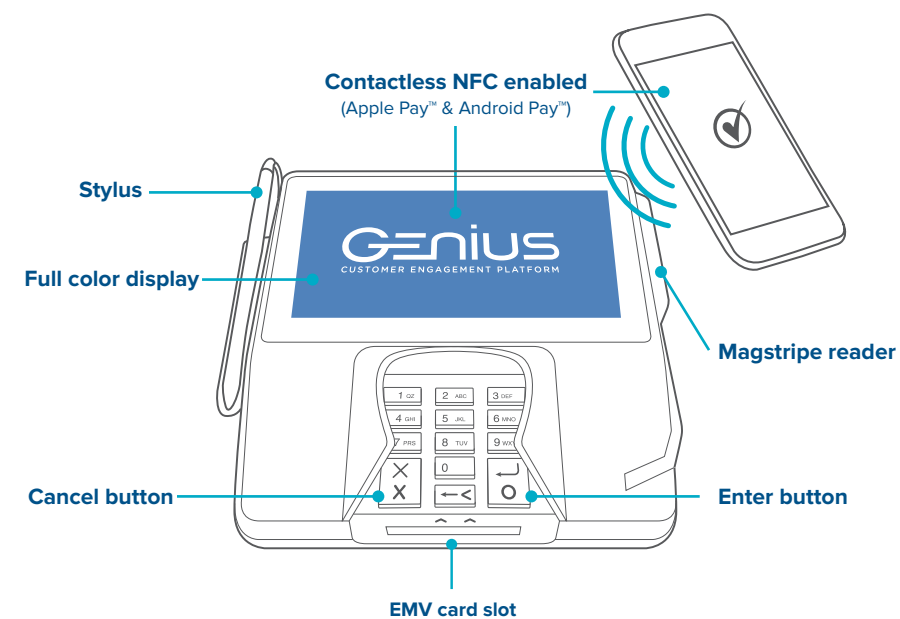 Contactless NFC enabled
(Apple Pay™ & Android Pay™)
Stylus
GENIUS
CUSTOMER ENGAGEMENT PLATFORM
Full color display
Magstripe reader
1 QZ
2 ABC
3 DEF
4 GHI
5 JKL
6 MNO
7 PRS
8 TUV
9 WXY
0
X
O
Cancel button
Enter button
EMV card slot